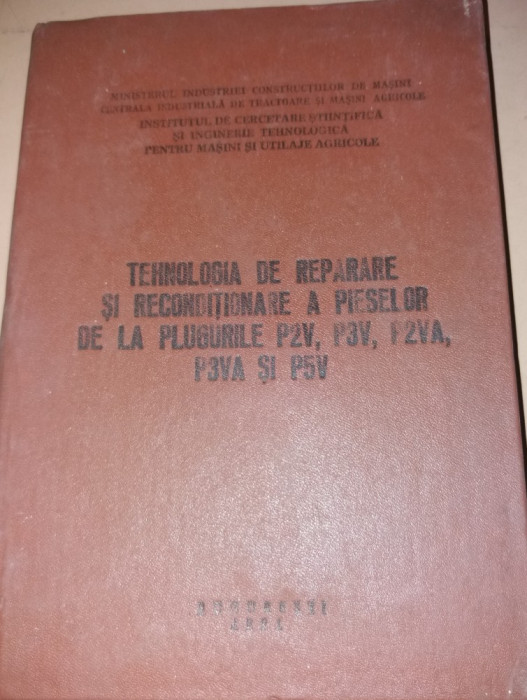 MINISTERUL INDUSTRIEI CONSTRUCTIILOR DE MAȘINI
CENTRALA INDUSTRIALĂ DE TRACTOARE ȘI MAȘINI AGRICOLE
INSTITUTUL DE CERCETARE ȘTIINȚIFICĂ
ȘI INGINERIE TEHNOLOGICĂ
PENTRU MAȘINI ȘI UTILAJE AGRICOLE
TEHNOLOGIA DE REPARARE
ȘI RECONDIȚIONARE A PIESELOR
DE LA PLUGURILE P2V, P3V, P2VA,
P3VA ȘI P5V
BUCUREȘTI